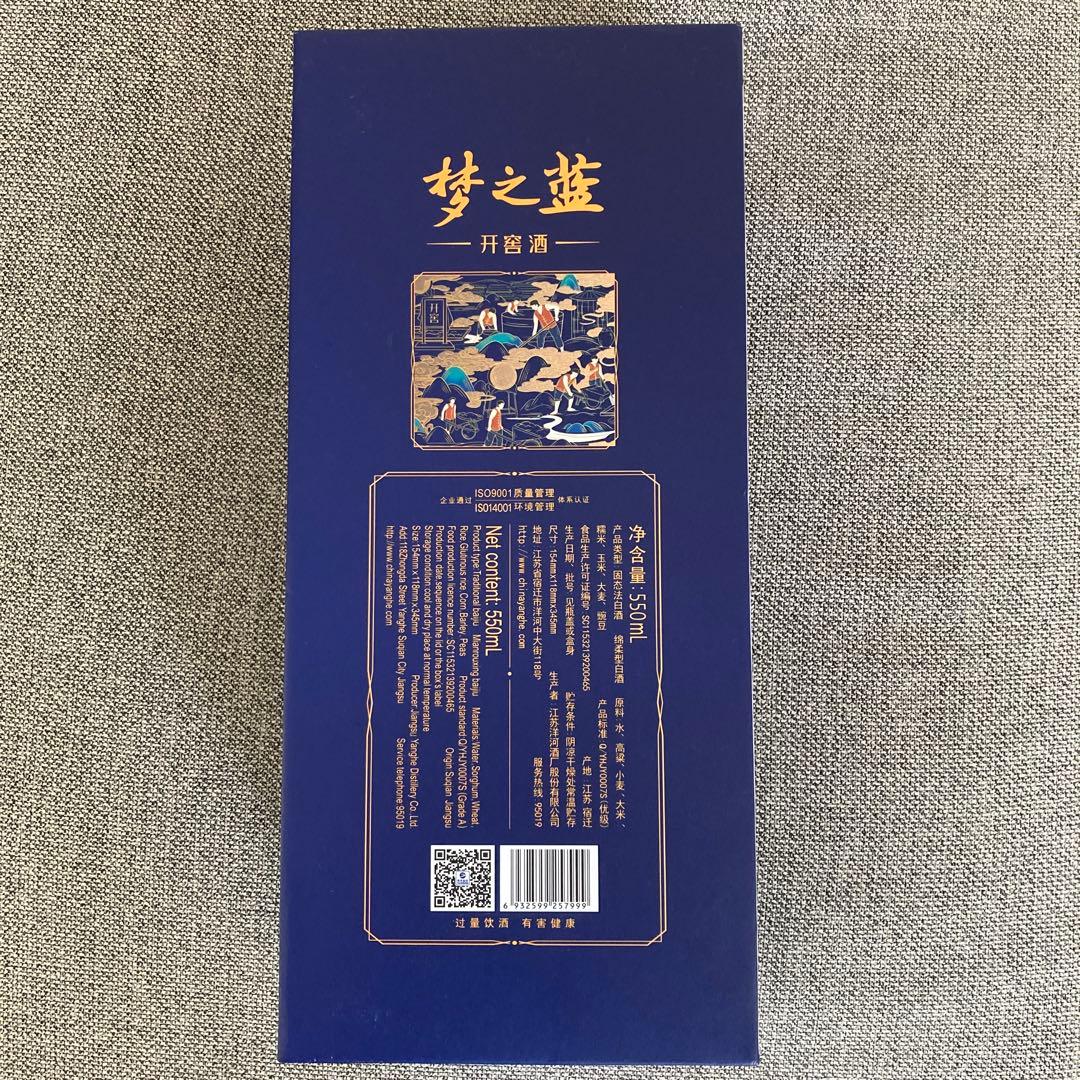 梦之蓝
开窖酒
开窖
企业通过 ISO9001质量管理 体系认证
ISO14001环境管理
净含量:550mL
产品类型:固态法白酒 绵柔型白酒 原料:水、高粱、小麦、大米、
糯米、玉米、大麦、豌豆 产品标准:Q/YHJY0007S(优级)
食品生产许可证编号:SC11532139200465 产地:江苏 宿迁
生产日期、批号:见瓶盖或盒身 贮存条件:阴凉干燥处常温贮存
尺寸:154mm×118mm×345mm 生产者:江苏洋河酒厂股份有限公司
地址:江苏省宿迁市洋河中大街118号 服务热线:95019
http://www.chinayanghe.com
Net content: 550mL
Product type:Traditional baijiu Mianrouxing baijiu Materials:Water, Sorghum, Wheat,
Rice,Glutinous rice,Corn,Barley, Peas Product standard:Q/YHJY0007S(Grade A)
Food production licence number: SC11532139200465 Origin:Suqian, Jiangsu
Production date,sequence:on the lid or the box's label
Storage condition:cool and dry place at normal temperature
Size:154mm×118mm×345mm Producer:Jiangsu Yanghe Distillery Co.,Ltd.
Add:118Zhongda Street Yanghe Suqian City Jiangsu Service telephone:95019
http://www.chinayanghe.com
6 932599 257999
过量饮酒 有害健康